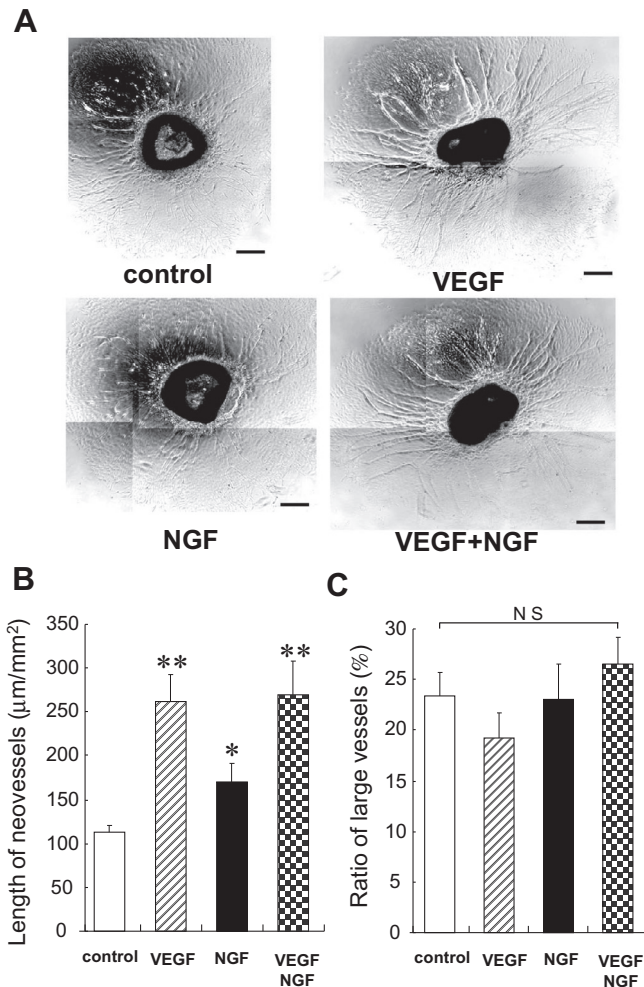 A
control
VEGF
NGF
VEGF+NGF
B
Length of neovessels (μm/mm²)
350
300
250
200
150
100
50
0
**
*
**
control
VEGF
NGF
VEGF
NGF
C
Ratio of large vessels (%)
30
25
20
15
10
5
0
N S
control
VEGF
NGF
VEGF
NGF